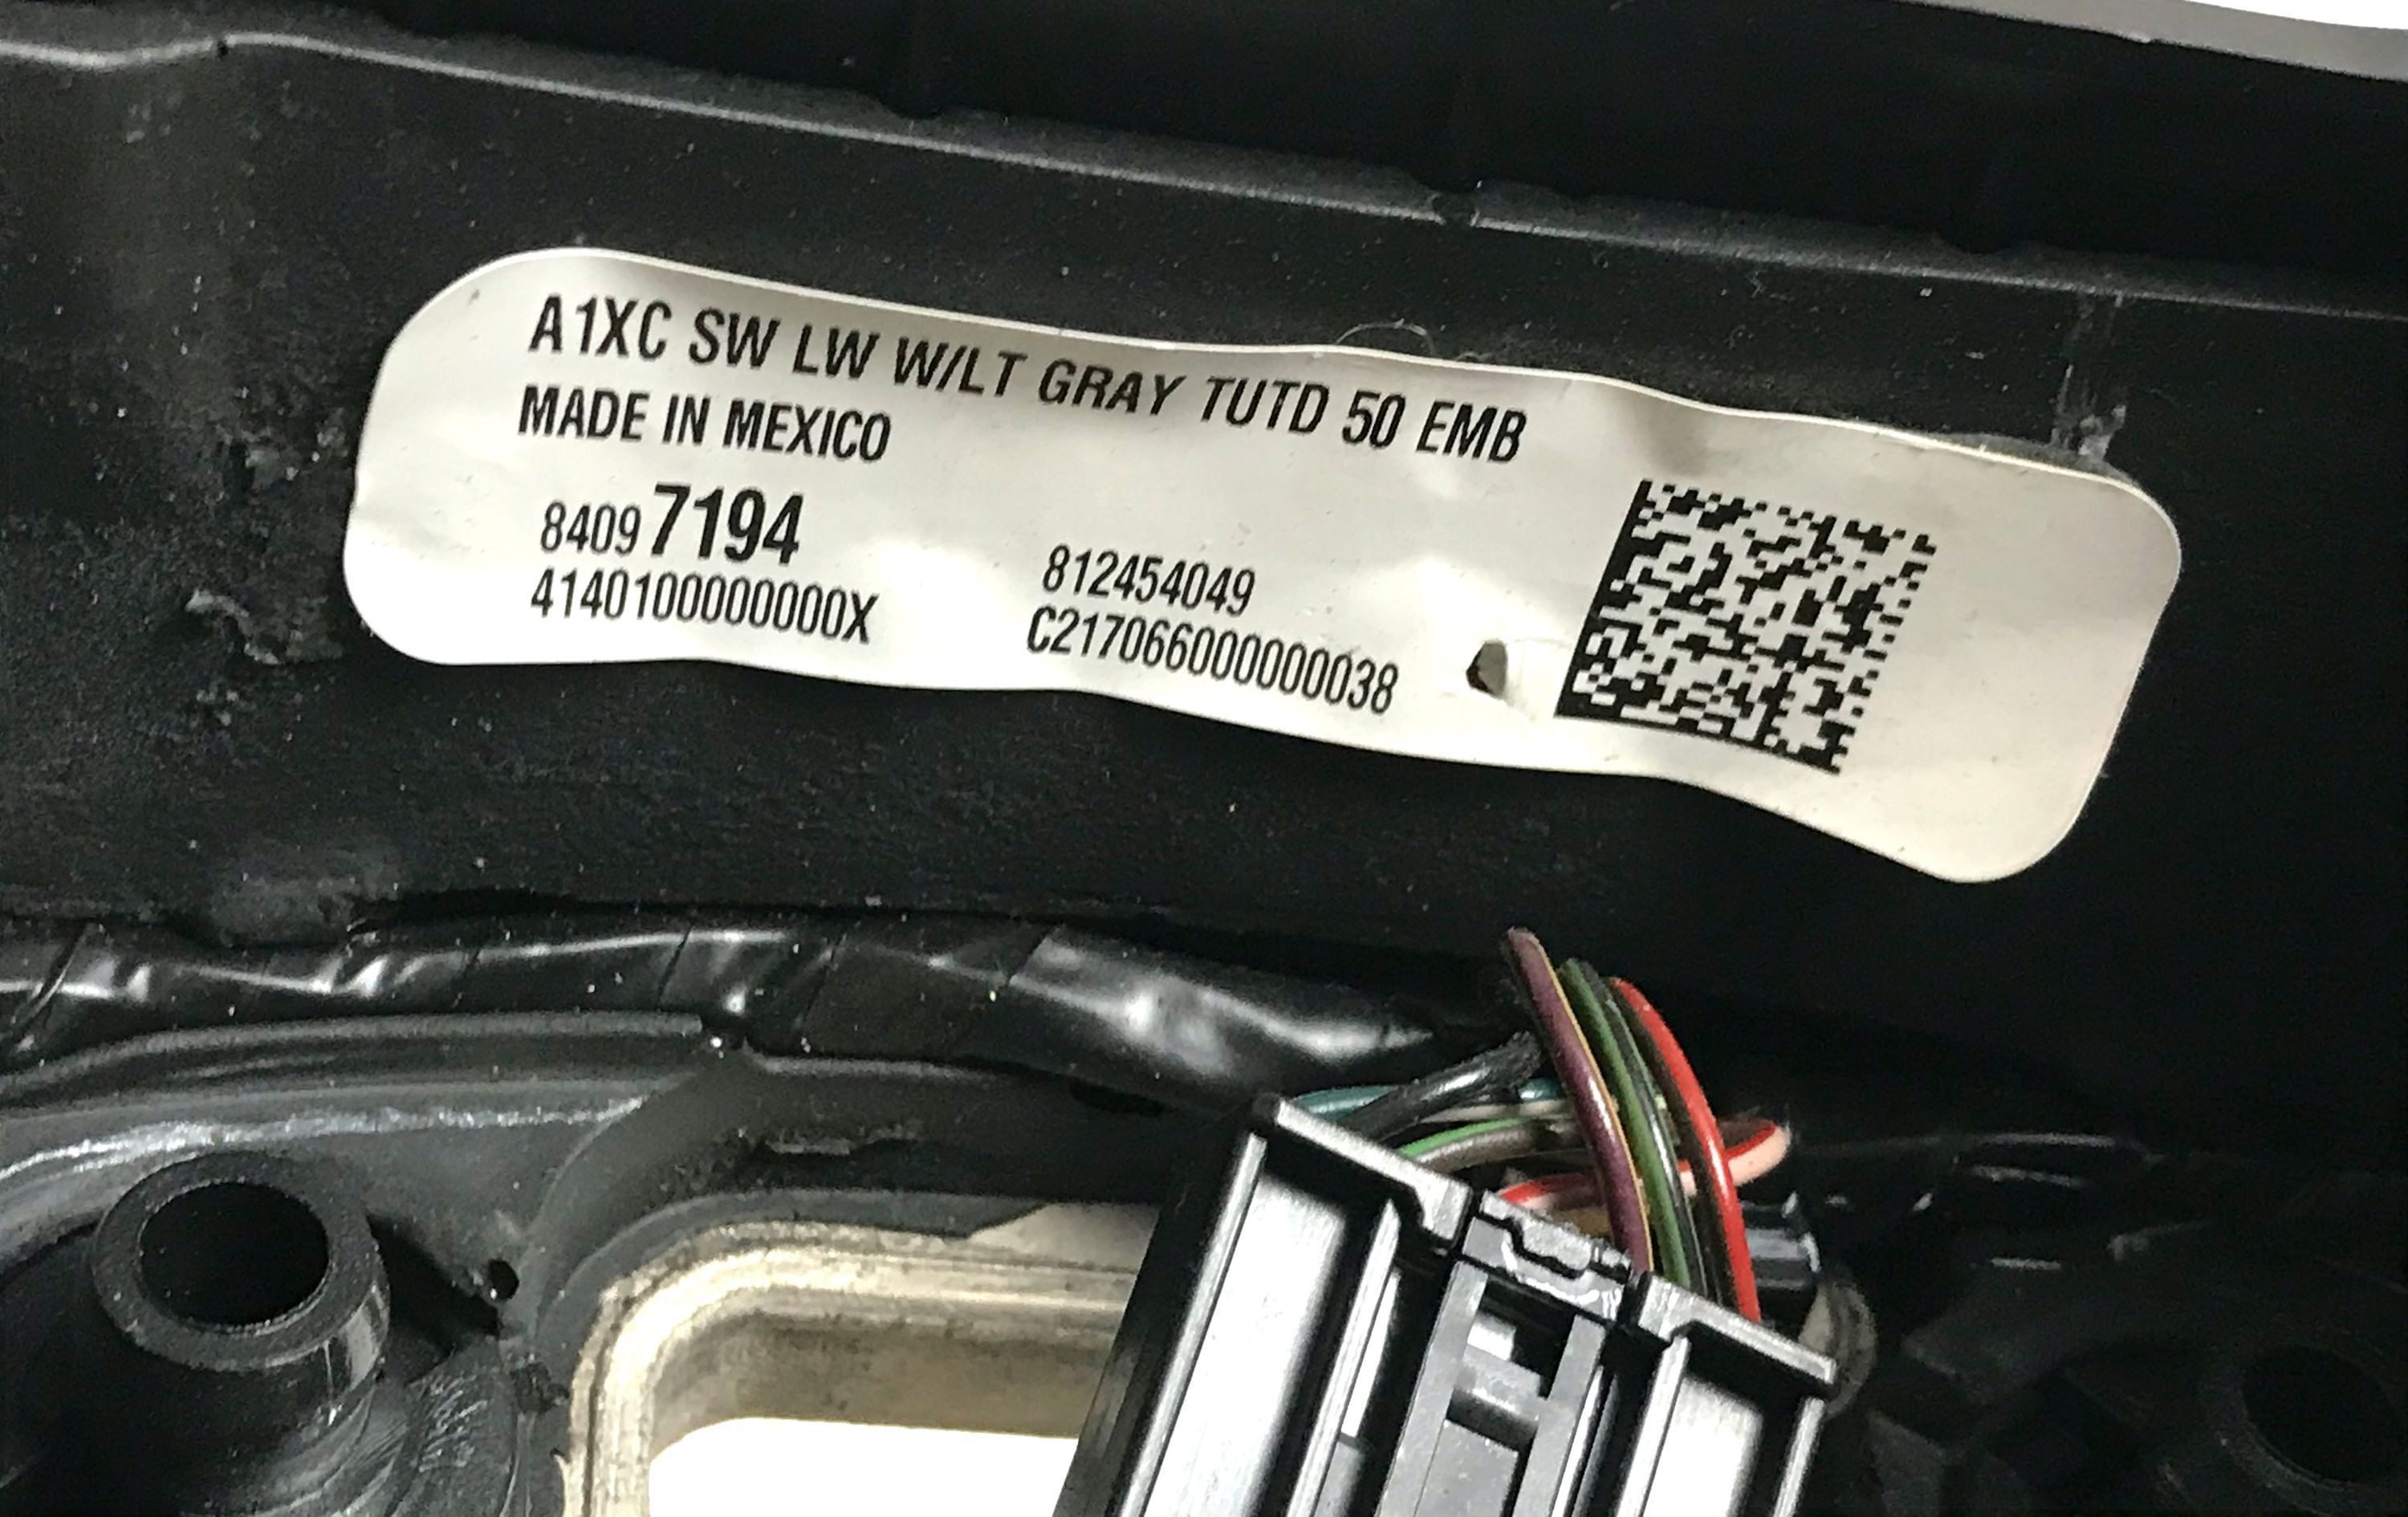 A1XC SW LW W/LT GRAY TUTD 50 EMB
MADE IN MEXICO
84097194
812454049
4140100000000X
C217066000000038